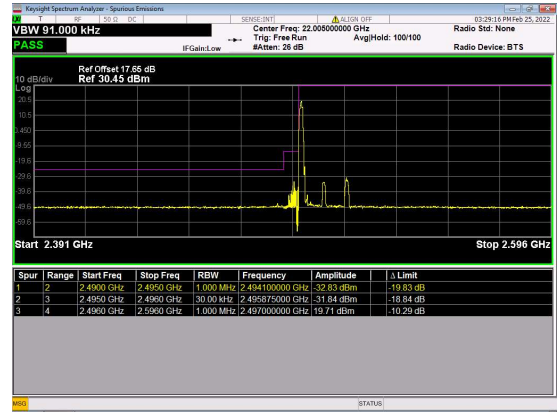 Keysight Spectrum Analyzer - Spurious Emissions
LXI T RF 50 Ω DC SENSE:INT ALIGN OFF 03:29:16 PM Feb 25, 2022
VBW 91.000 kHz Center Freq: 22.005000000 GHz Radio Std: None
Trig: Free Run Avg|Hold: 100/100
PASS IFGain:Low #Atten: 26 dB Radio Device: BTS
Ref Offset 17.65 dB
10 dB/div Ref 30.45 dBm
Log
20.5
10.5
0.450
-9.55
-19.6
-29.6
-39.6
-49.6
-59.6
Start 2.391 GHz Stop 2.596 GHz
Spur Range Start Freq Stop Freq RBW Frequency Amplitude Δ Limit
1 2 2.4900 GHz 2.4950 GHz 1.000 MHz 2.494100000 GHz -32.83 dBm -19.83 dB
2 3 2.4950 GHz 2.4960 GHz 30.00 kHz 2.495875000 GHz -31.84 dBm -18.84 dB
3 4 2.4960 GHz 2.5960 GHz 1.000 MHz 2.497000000 GHz 19.71 dBm -10.29 dB
MSG STATUS